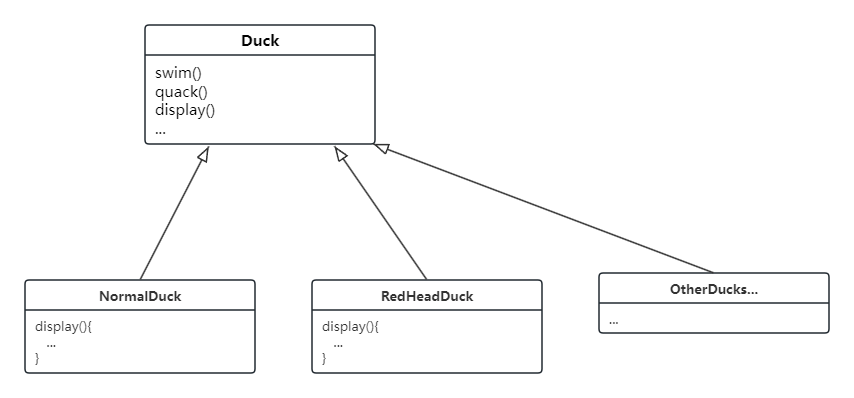 Duck
swim()
quack()
display()
...
NormalDuck
display(){
...
}
RedHeadDuck
display(){
...
}
OtherDucks...
...